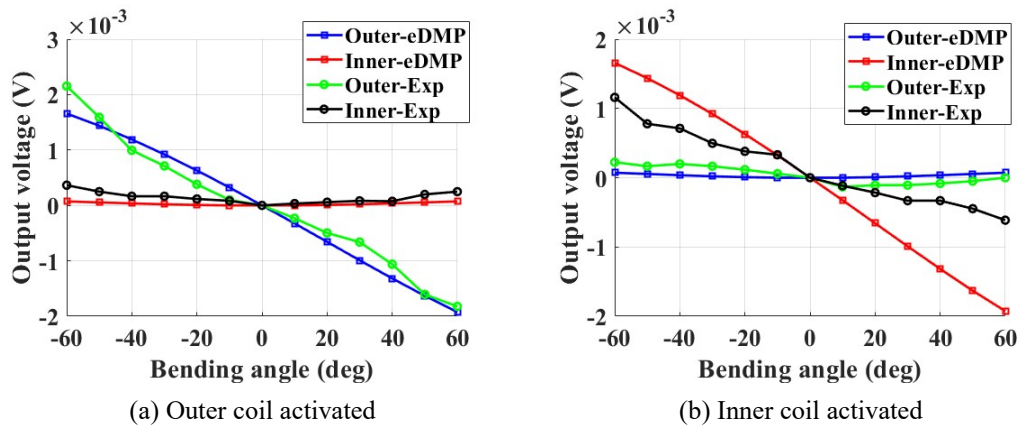 ×10⁻³
3
2
1
0
-1
-2
Output voltage (V)
Outer-eDMP
Inner-eDMP
Outer-Exp
Inner-Exp
-60 -40 -20 0 20 40 60
Bending angle (deg)
(a) Outer coil activated
×10⁻³
2
1
0
-1
-2
Output voltage (V)
Outer-eDMP
Inner-eDMP
Outer-Exp
Inner-Exp
-60 -40 -20 0 20 40 60
Bending angle (deg)
(b) Inner coil activated